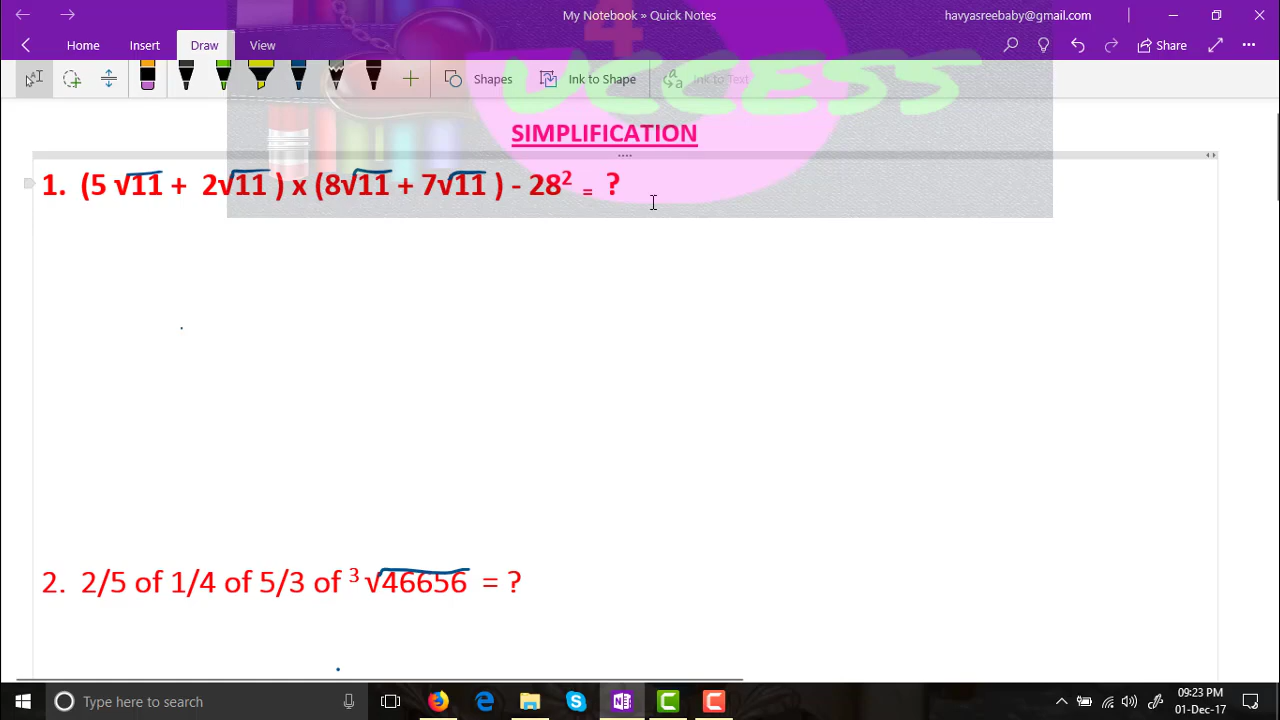 My Notebook » Quick Notes
havyasreebaby@gmail.com
Home Insert Draw View
Share
Shapes Ink to Shape Ink to Text
UCCESS
SIMPLIFICATION
1. (5 √11 + 2√11 ) x (8√11 + 7√11 ) - 28² = ?
2. 2/5 of 1/4 of 5/3 of ³√46656 = ?
Type here to search
09:23 PM
01-Dec-17